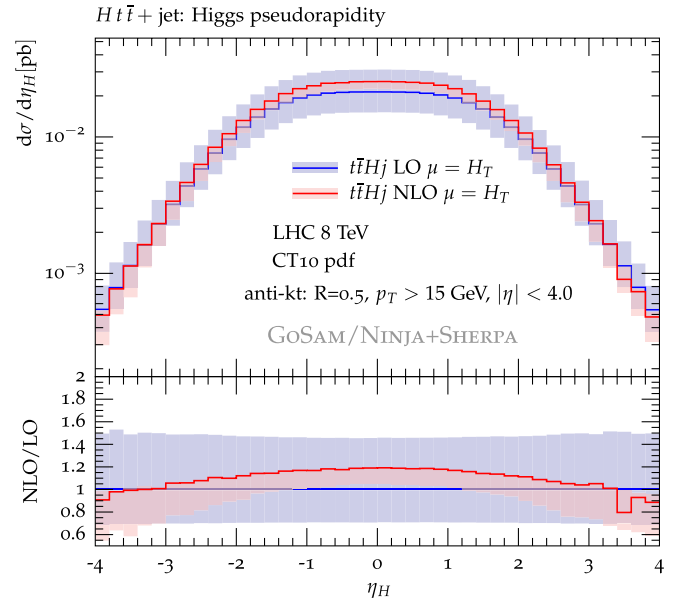 H t t̅ + jet: Higgs pseudorapidity
dσ/dη_H[pb]
10⁻²
10⁻³
tt̅Hj LO μ = H_T
tt̅Hj NLO μ = H_T
LHC 8 TeV
CT10 pdf
anti-kt: R=0.5, p_T > 15 GeV, |η| < 4.0
GoSam/Ninja+Sherpa
NLO/LO
2
1.8
1.6
1.4
1.2
1
0.8
0.6
-4 -3 -2 -1 0 1 2 3 4
η_H